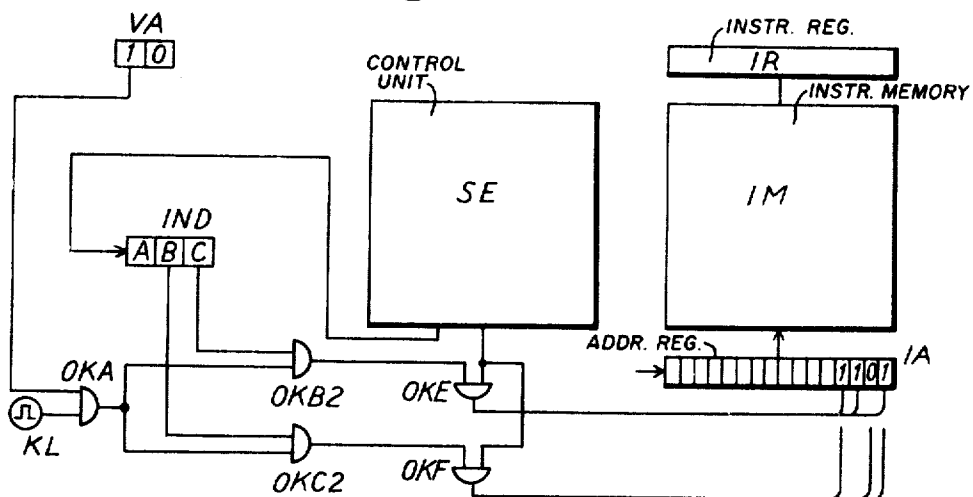 VA
1 0
CONTROL UNIT
SE
INSTR. REG.
IR
INSTR. MEMORY
IM
IND
A B C
ADDR. REG.
1 1 0 1
IA
OKA
KL
OKB2
OKC2
OKE
OKF